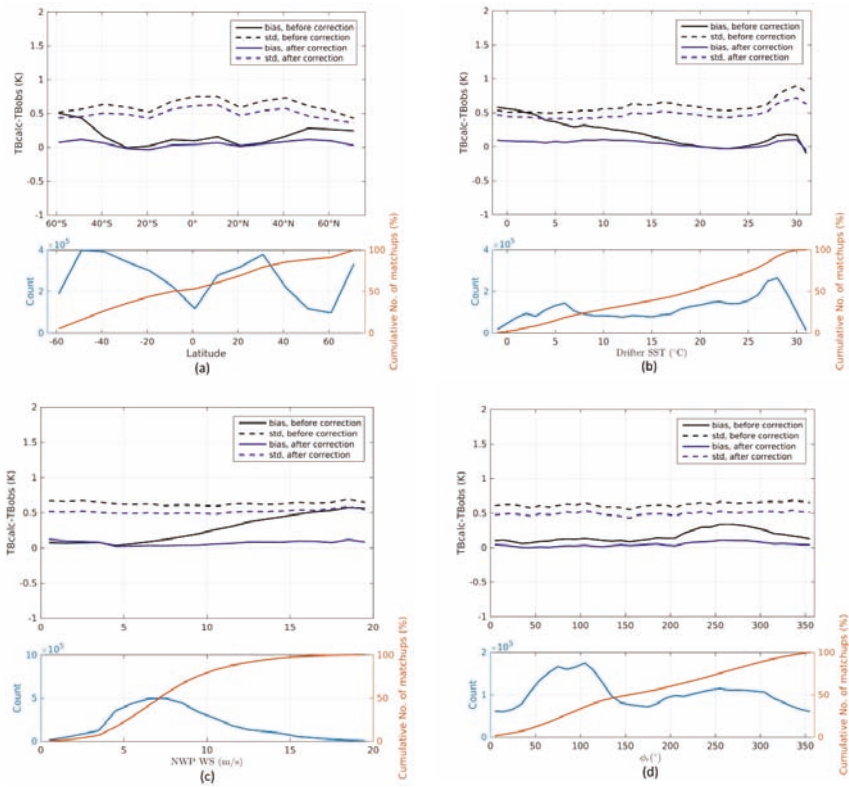 2
1.5
1
0.5
0
-0.5
-1
TBcalc-TBobs (K)
bias, before correction
std, before correction
bias, after correction
std, after correction
60°S 40°S 20°S 0° 20°N 40°N 60°N
×10⁵
4
2
0
Count
100
50
0
Cumulative No. of matchups (%)
-60 -40 -20 0 20 40 60
Latitude
(a)
2
1.5
1
0.5
0
-0.5
-1
TBcalc-TBobs (K)
bias, before correction
std, before correction
bias, after correction
std, after correction
0 5 10 15 20 25 30
×10⁵
4
2
0
Count
100
50
0
Cumulative No. of matchups (%)
0 5 10 15 20 25 30
Drifter SST (°C)
(b)
2
1.5
1
0.5
0
-0.5
-1
TBcalc-TBobs (K)
bias, before correction
std, before correction
bias, after correction
std, after correction
0 5 10 15 20
×10⁵
10
5
0
Count
100
50
0
Cumulative No. of matchups (%)
0 5 10 15 20
NWP WS (m/s)
(c)
2
1.5
1
0.5
0
-0.5
-1
TBcalc-TBobs (K)
bias, before correction
std, before correction
bias, after correction
std, after correction
0 50 100 150 200 250 300 350
×10⁵
2
1
0
Count
100
50
0
Cumulative No. of matchups (%)
0 50 100 150 200 250 300 350
(d)